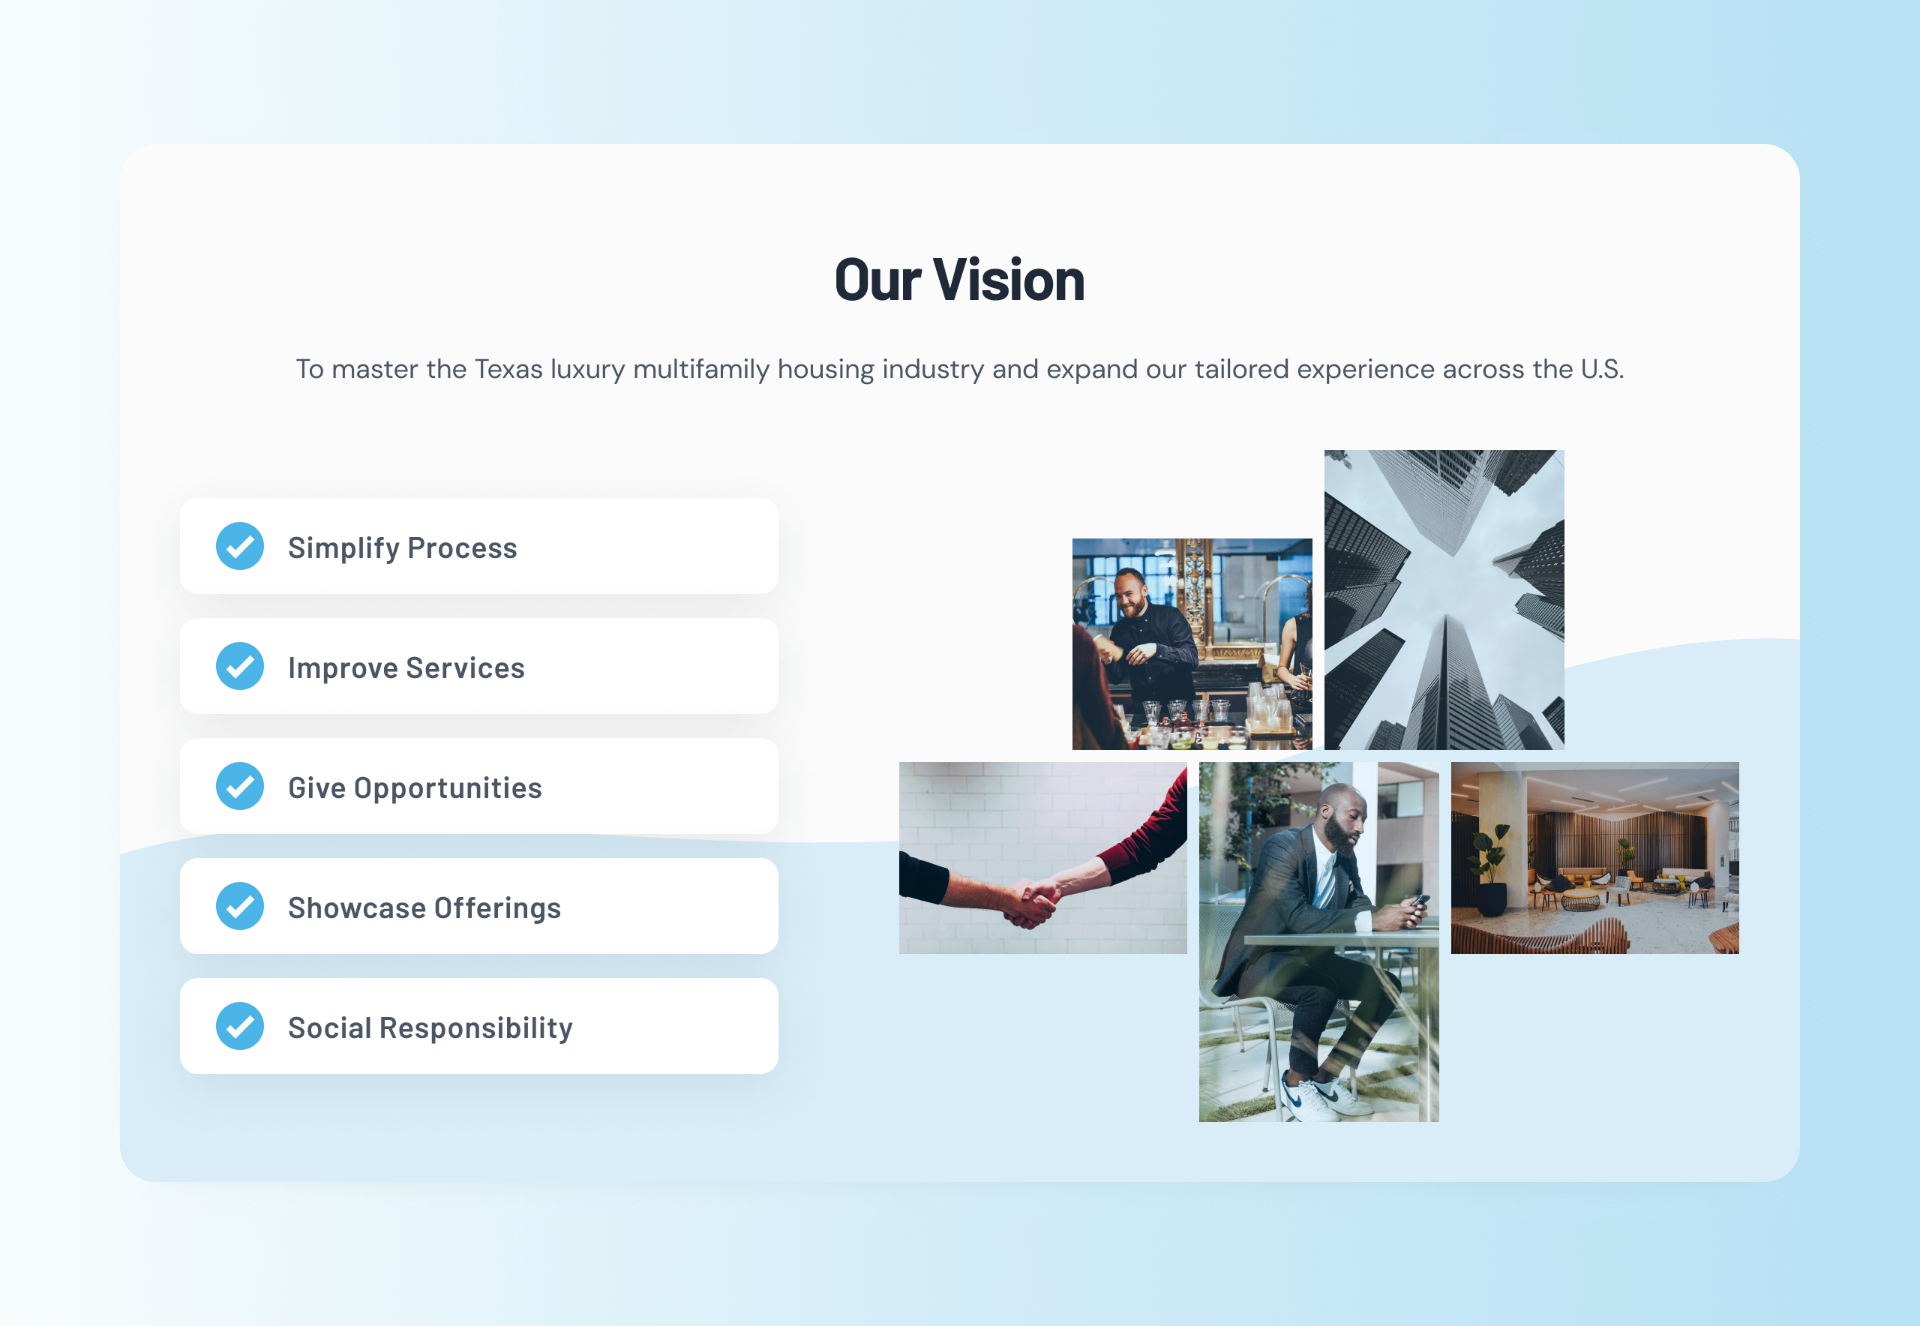 Our Vision
To master the Texas luxury multifamily housing industry and expand our tailored experience across the U.S.
Simplify Process
Improve Services
Give Opportunities
Showcase Offerings
Social Responsibility